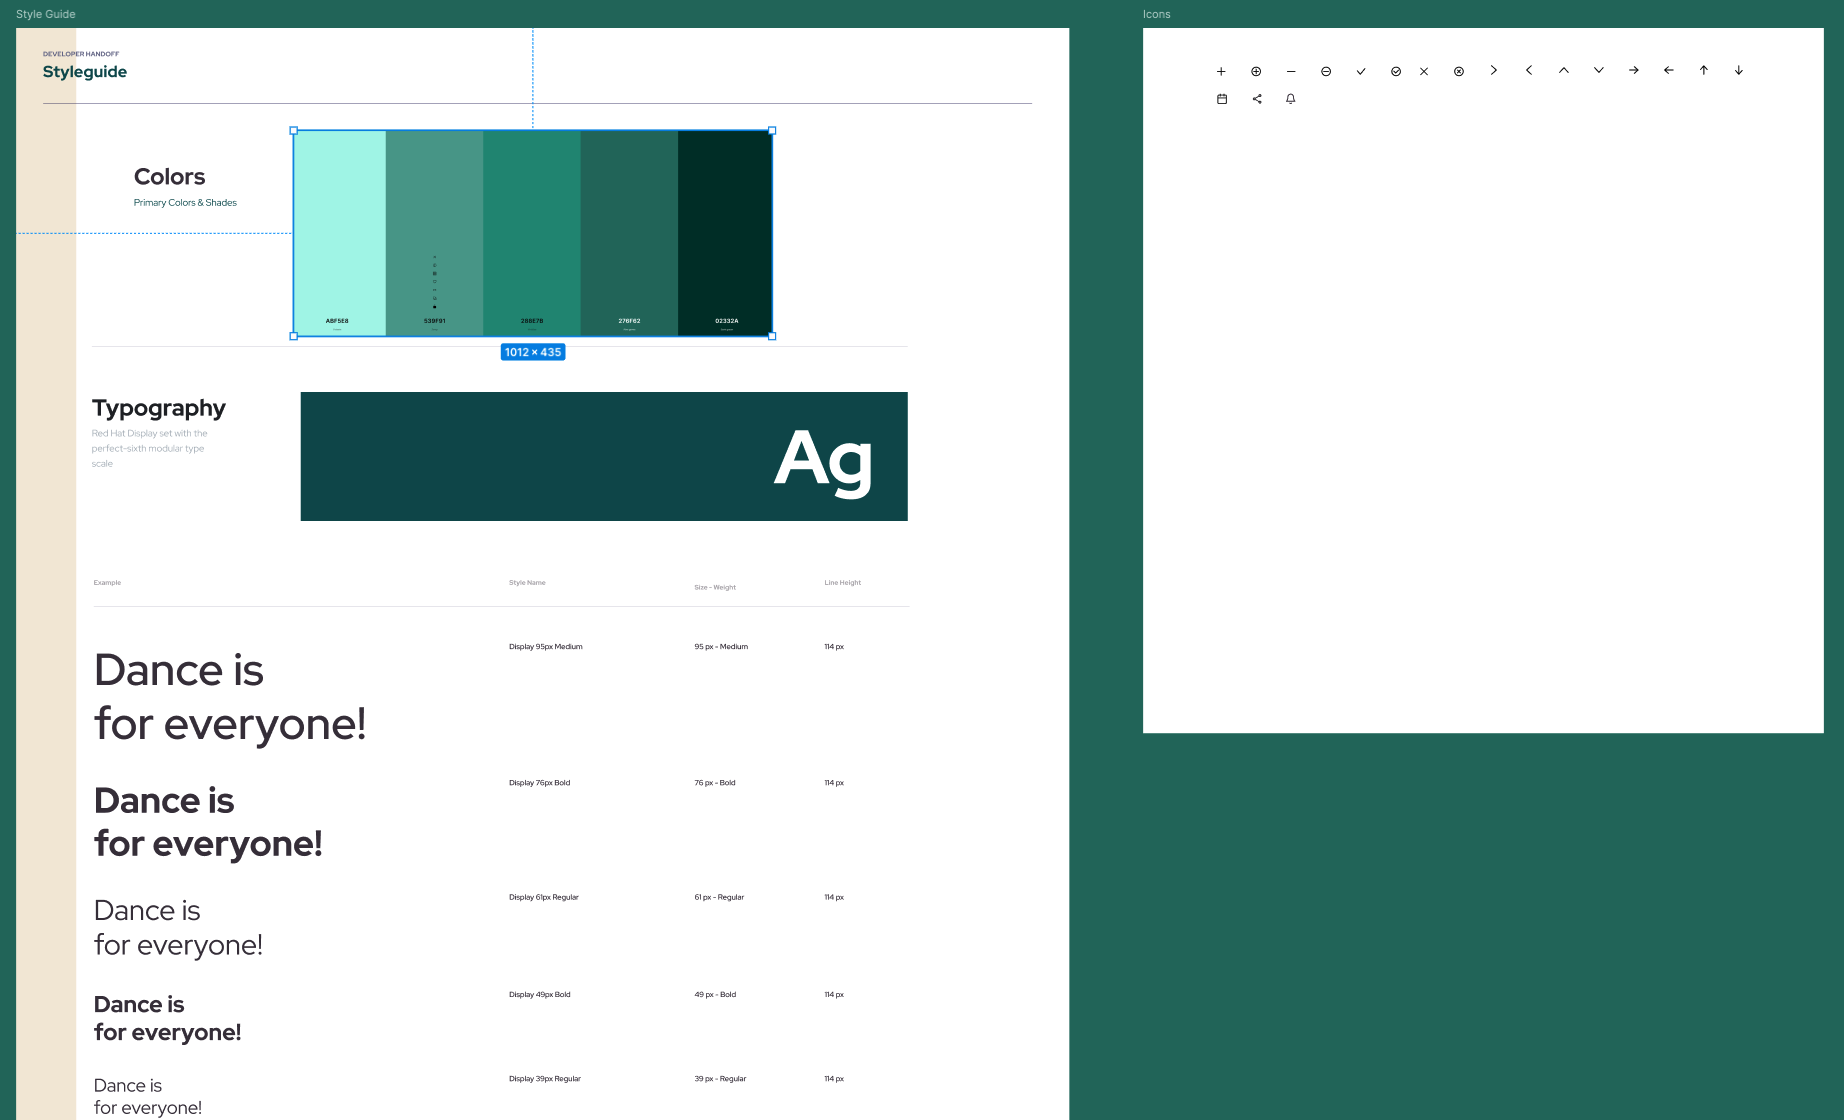 Style Guide
Icons
DEVELOPER HANDOFF
Styleguide
Colors
Primary Colors & Shades
ABF5E8
539F91
288E7B
276F62
02332A
1012 × 435
Typography
Red Hat Display set with the
perfect-sixth modular type
scale
Ag
Example
Style Name
Size - Weight
Line Height
Dance is
for everyone!
Display 95px Medium
95 px - Medium
114 px
Dance is
for everyone!
Display 76px Bold
76 px - Bold
114 px
Dance is
for everyone!
Display 61px Regular
61 px - Regular
114 px
Dance is
for everyone!
Display 49px Bold
49 px - Bold
114 px
Dance is
for everyone!
Display 39px Regular
39 px - Regular
114 px